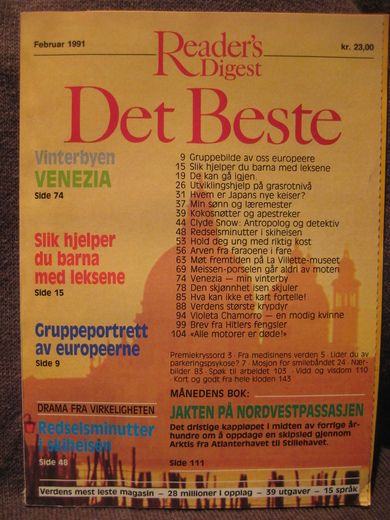 Februar 1991
Reader's
Digest
kr. 23,00
Det Beste
Vinterbyen
VENEZIA
Side 74
Slik hjelper
du barna
med leksene
Side 15
Gruppeportrett
av europeerne
Side 9
DRAMA FRA VIRKELIGHETEN
Redselsminutter
i skiheisen
Side 48
9 Gruppebilde av oss europeere
15 Slik hjelper du barna med leksene
19 De kan gå igjen
26 Utviklingshjelp på grasrotnivå
31 Hvem er Japans nye keiser?
37 Min sønn og læremester
39 Kokosnøtter og apestreker
44 Clyde Snow: Antropolog og detektiv
48 Redselsminutter i skiheisen
53 Hold deg ung med riktig kost
56 Arven fra faraoene i fare
63 Møt fremtiden på La Villette-museet
69 Meissen-porselen går aldri av moten
74 Venezia — min vinterby
78 Den skjønnhet isen skjuler
85 Hva kan ikke et kart fortelle!
88 Verdens største krypdyr
94 Violeta Chamorro — en modig kvinne
99 Brev fra Hitlers fengsler
104 «Alle motorer er døde!»
Premiekryssord 3 · Fra medisinens verden 5 · Lider du av
parkeringspsykose? 7 · Mosjon for smilebåndet 24 · Nær-
bilder 83 · Spøk til arbeidet 103 · Vidd og visdom 110
· Kort og godt fra hele kloden 143
MÅNEDENS BOK:
JAKTEN PÅ NORDVESTPASSASJEN
Det dristige kappløpet i midten av forrige år-
hundre om å oppdage en skipsled gjennom
Arktis fra Atlanterhavet til Stillehavet.
Side 111
Verdens mest leste magasin — 28 millioner i opplag — 39 utgaver — 15 språk